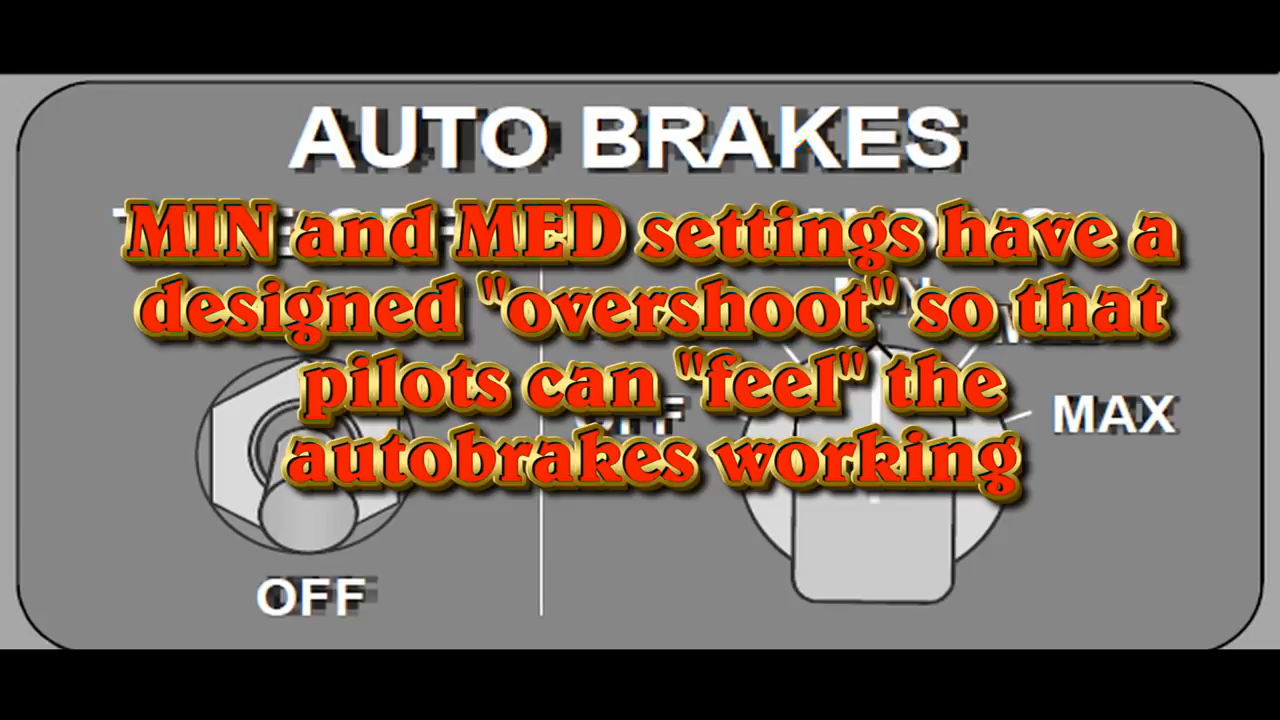 AUTO BRAKES
MIN and MED settings have a
designed "overshoot" so that
pilots can "feel" the
autobrakes working
OFF
MAX
OFF